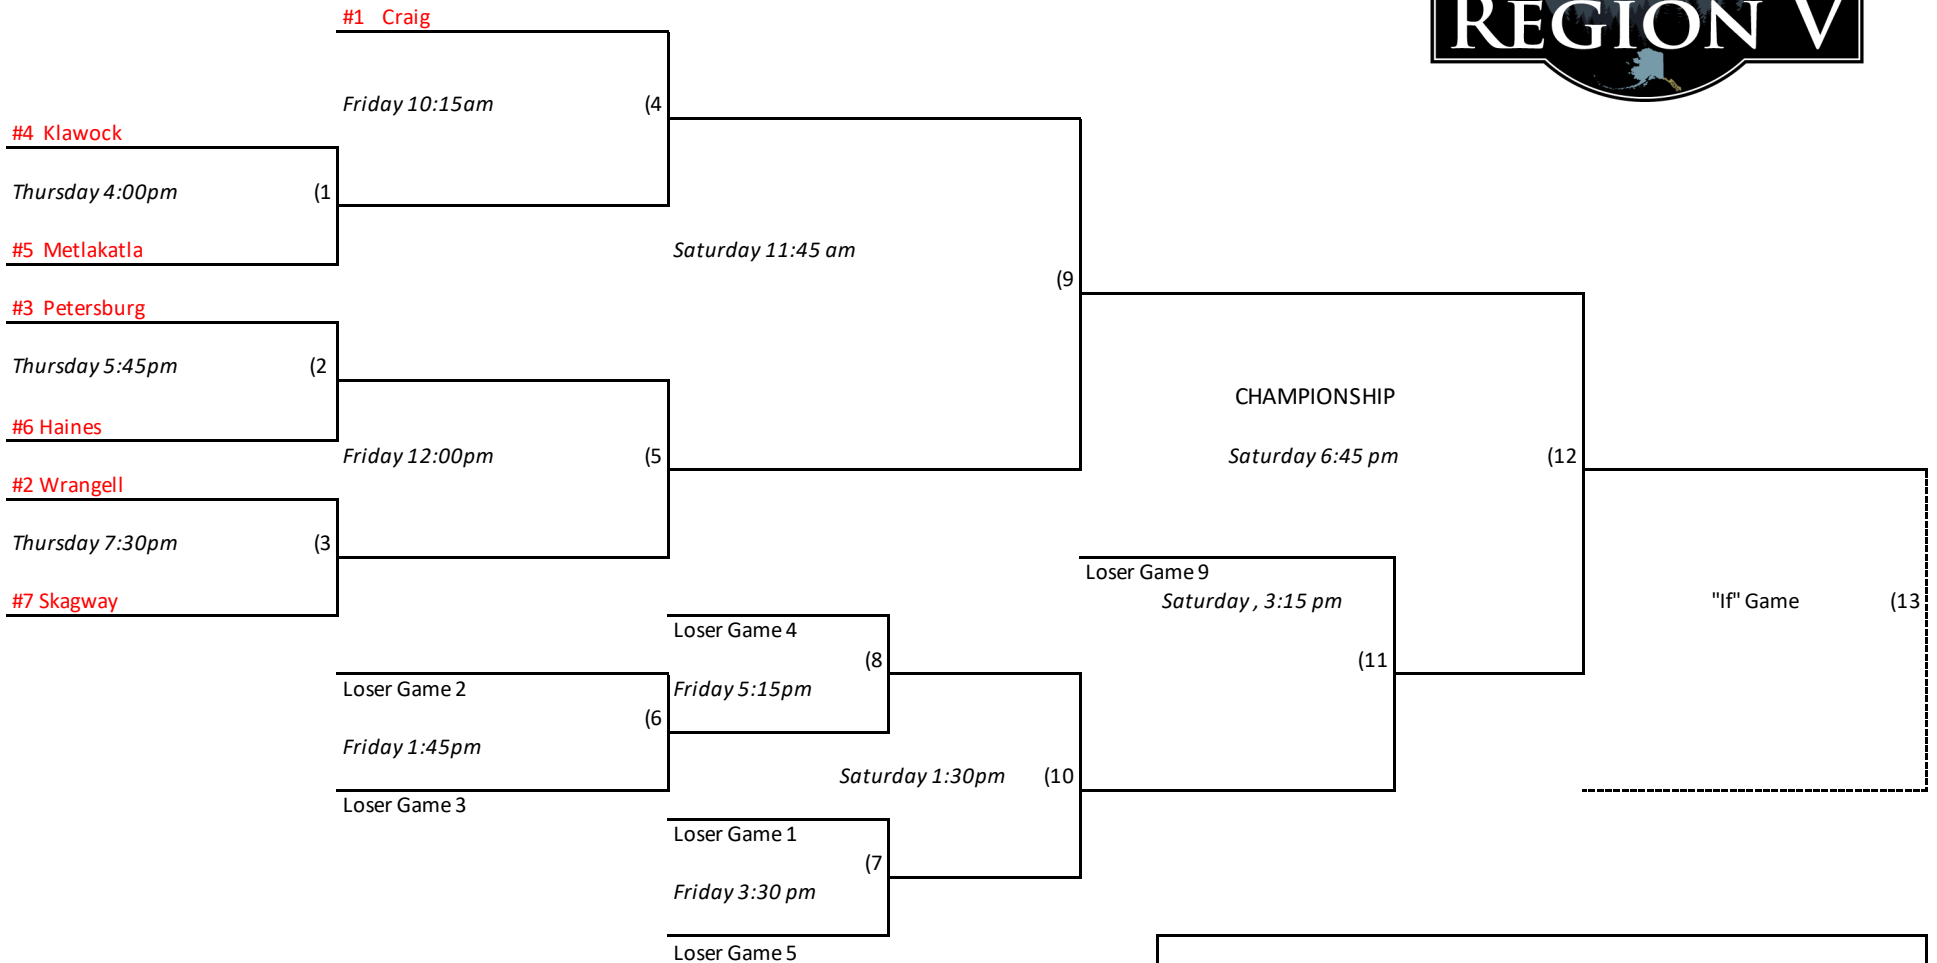 #1 Craig
REGION V
Friday 10:15am (4
#4 Klawock
Thursday 4:00pm (1
#5 Metlakatla
Saturday 11:45 am
(9
#3 Petersburg
Thursday 5:45pm (2
CHAMPIONSHIP
#6 Haines
Friday 12:00pm (5
Saturday 6:45 pm (12
#2 Wrangell
Thursday 7:30pm (3
Loser Game 9
#7 Skagway
Saturday , 3:15 pm
"If" Game (13
Loser Game 4
(8
(11
Loser Game 2
Friday 5:15pm
(6
Friday 1:45pm
Saturday 1:30pm (10
Loser Game 3
Loser Game 1
(7
Friday 3:30 pm
Loser Game 5